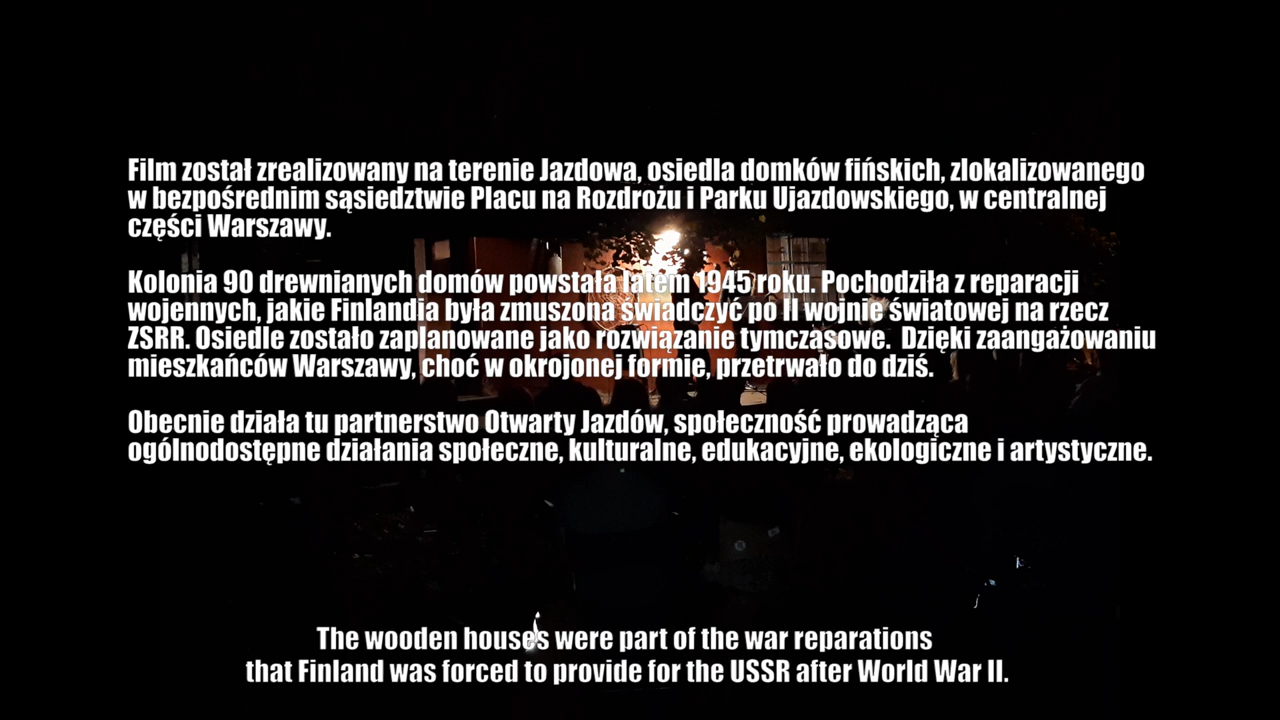 Film został zrealizowany na terenie Jazdowa, osiedla domków fińskich, zlokalizowanego
w bezpośrednim sąsiedztwie Placu na Rozdrożu i Parku Ujazdowskiego, w centralnej
części Warszawy.
Kolonia 90 drewnianych domów powstała latem 1945 roku. Pochodziła z reparacji
wojennych, jakie Finlandia była zmuszona świadczyć po II wojnie światowej na rzecz
ZSRR. Osiedle zostało zaplanowane jako rozwiązanie tymczasowe.  Dzięki zaangażowaniu
mieszkańców Warszawy, choć w okrojonej formie, przetrwało do dziś.
Obecnie działa tu partnerstwo Otwarty Jazdów, społeczność prowadząca
ogólnodostępne działania społeczne, kulturalne, edukacyjne, ekologiczne i artystyczne.
The wooden houses were part of the war reparations
that Finland was forced to provide for the USSR after World War II.